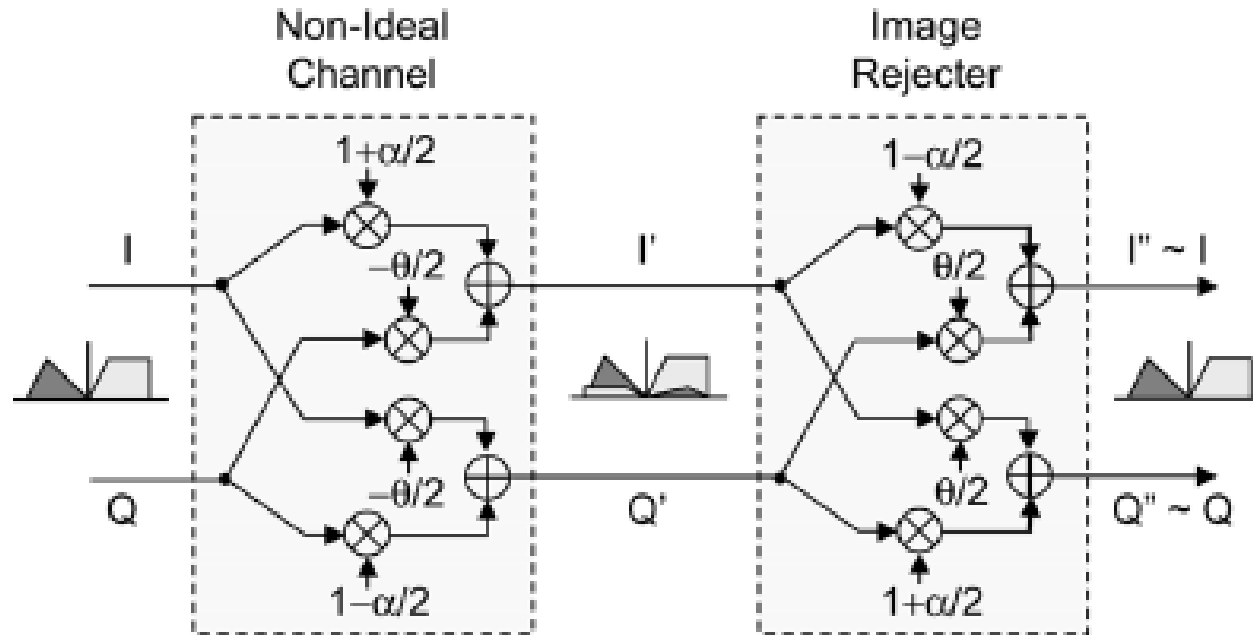 Non-Ideal
Channel
Image
Rejecter
1+α/2
1−α/2
I
−θ/2
I'
θ/2
I" ~ I
Q
−θ/2
Q'
θ/2
Q" ~ Q
1−α/2
1+α/2